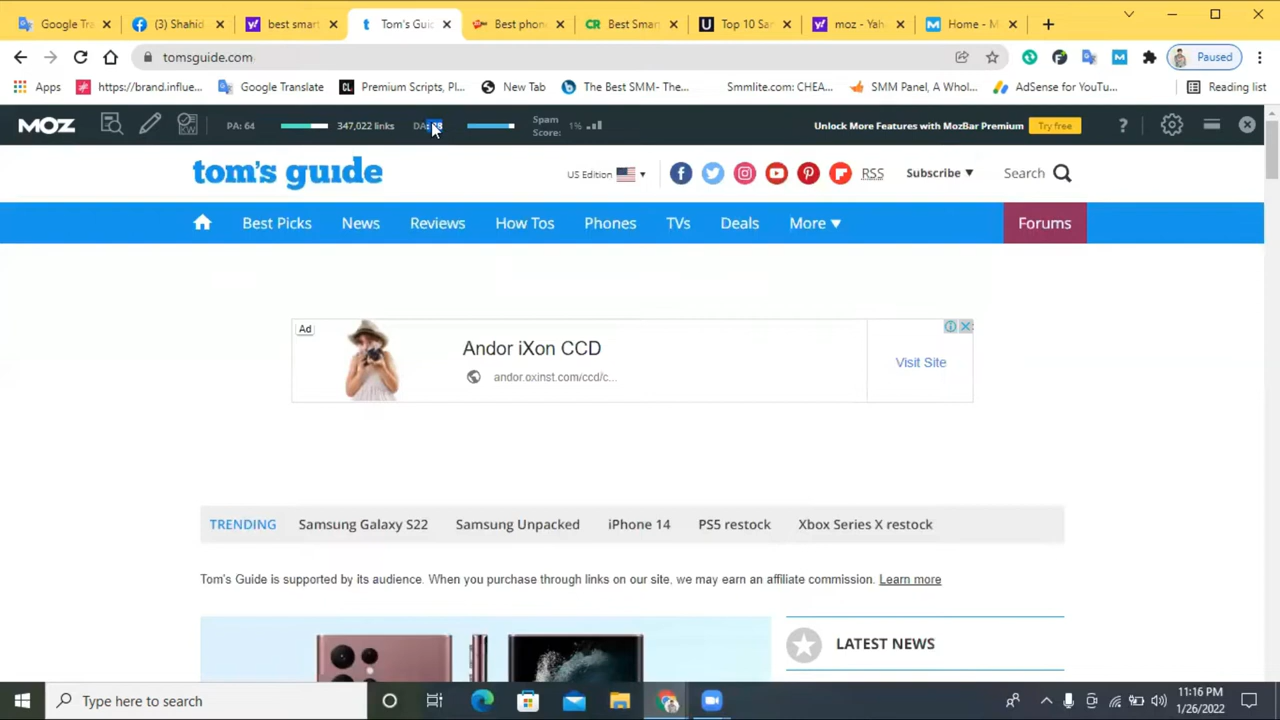 Google Tra
(3) Shahid
best smart
Tom's Guid
Best phon
Best Smar
Top 10 Sar
moz - Yah
Home - M
tomsguide.com
Paused
Apps
https://brand.influe...
Google Translate
Premium Scripts, Pl...
New Tab
The Best SMM- The...
Smmlite.com: CHEA...
SMM Panel, A Whol...
AdSense for YouTu...
Reading list
MOZ
PA: 64
347,022 links
DA:
Spam Score: 1%
Unlock More Features with MozBar Premium
Try free
tom's guide
US Edition
RSS
Subscribe
Search
Best Picks
News
Reviews
How Tos
Phones
TVs
Deals
More
Forums
Ad
Andor iXon CCD
andor.oxinst.com/ccd/c...
Visit Site
TRENDING
Samsung Galaxy S22
Samsung Unpacked
iPhone 14
PS5 restock
Xbox Series X restock
Tom's Guide is supported by its audience. When you purchase through links on our site, we may earn an affiliate commission. Learn more
LATEST NEWS
Type here to search
11:16 PM
1/26/2022